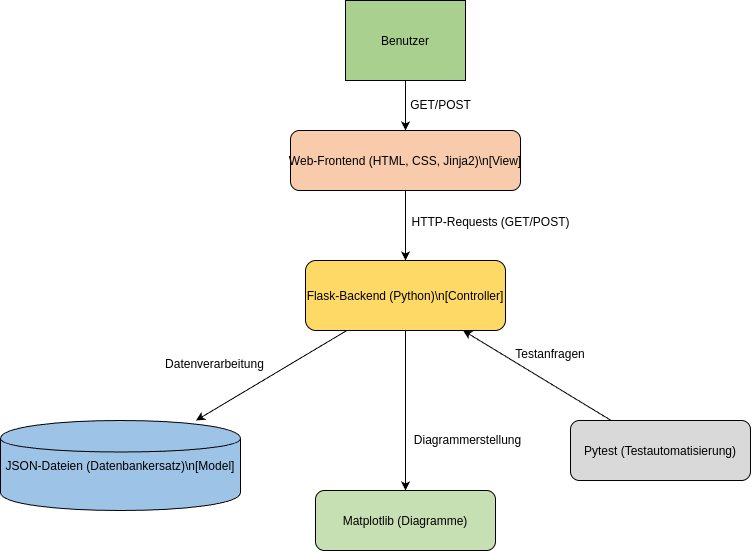 Benutzer
GET/POST
Web-Frontend (HTML, CSS, Jinja2)\n[View]
HTTP-Requests (GET/POST)
Flask-Backend (Python)\n[Controller]
Testanfragen
Datenverarbeitung
Diagrammerstellung
Pytest (Testautomatisierung)
JSON-Dateien (Datenbankersatz)\n[Model]
Matplotlib (Diagramme)